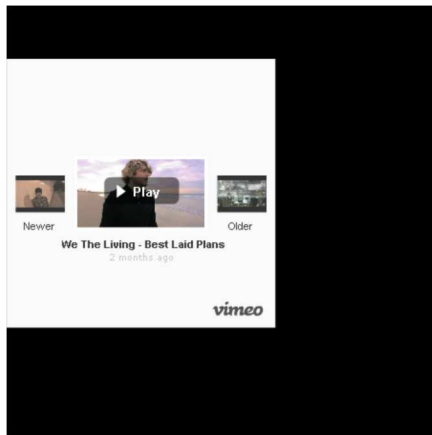 Play
Newer
Older
We The Living - Best Laid Plans
2 months ago
vimeo